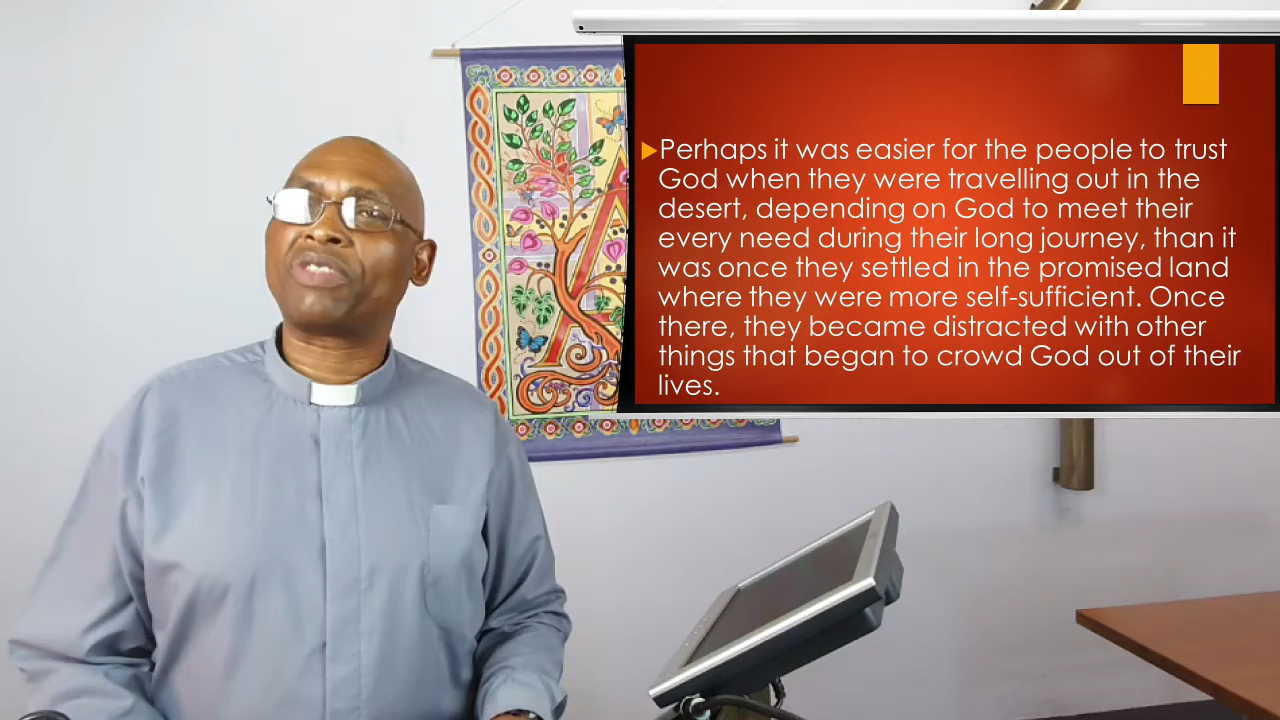 Perhaps it was easier for the people to trust
God when they were travelling out in the
desert, depending on God to meet their
every need during their long journey, than it
was once they settled in the promised land
where they were more self-sufficient. Once
there, they became distracted with other
things that began to crowd God out of their
lives.